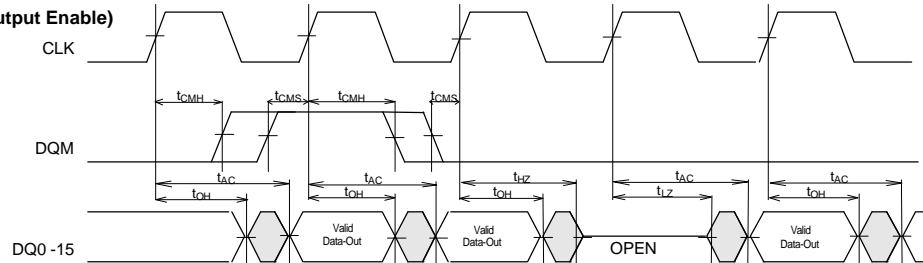 utput Enable)
CLK
tCMH tCMS tCMH tCMS
DQM
tAC tAC tHZ tAC tAC
tOH tOH tOH tLZ tOH
Valid Data-Out
Valid Data-Out
OPEN
Valid Data-Out
DQ0 -15